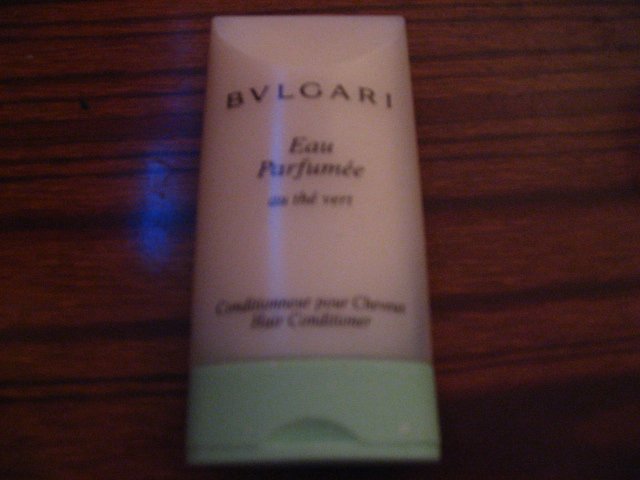 BVLGARI
Eau
Parfumée
au thé vert
Conditionneur pour Cheveux
Hair Conditioner